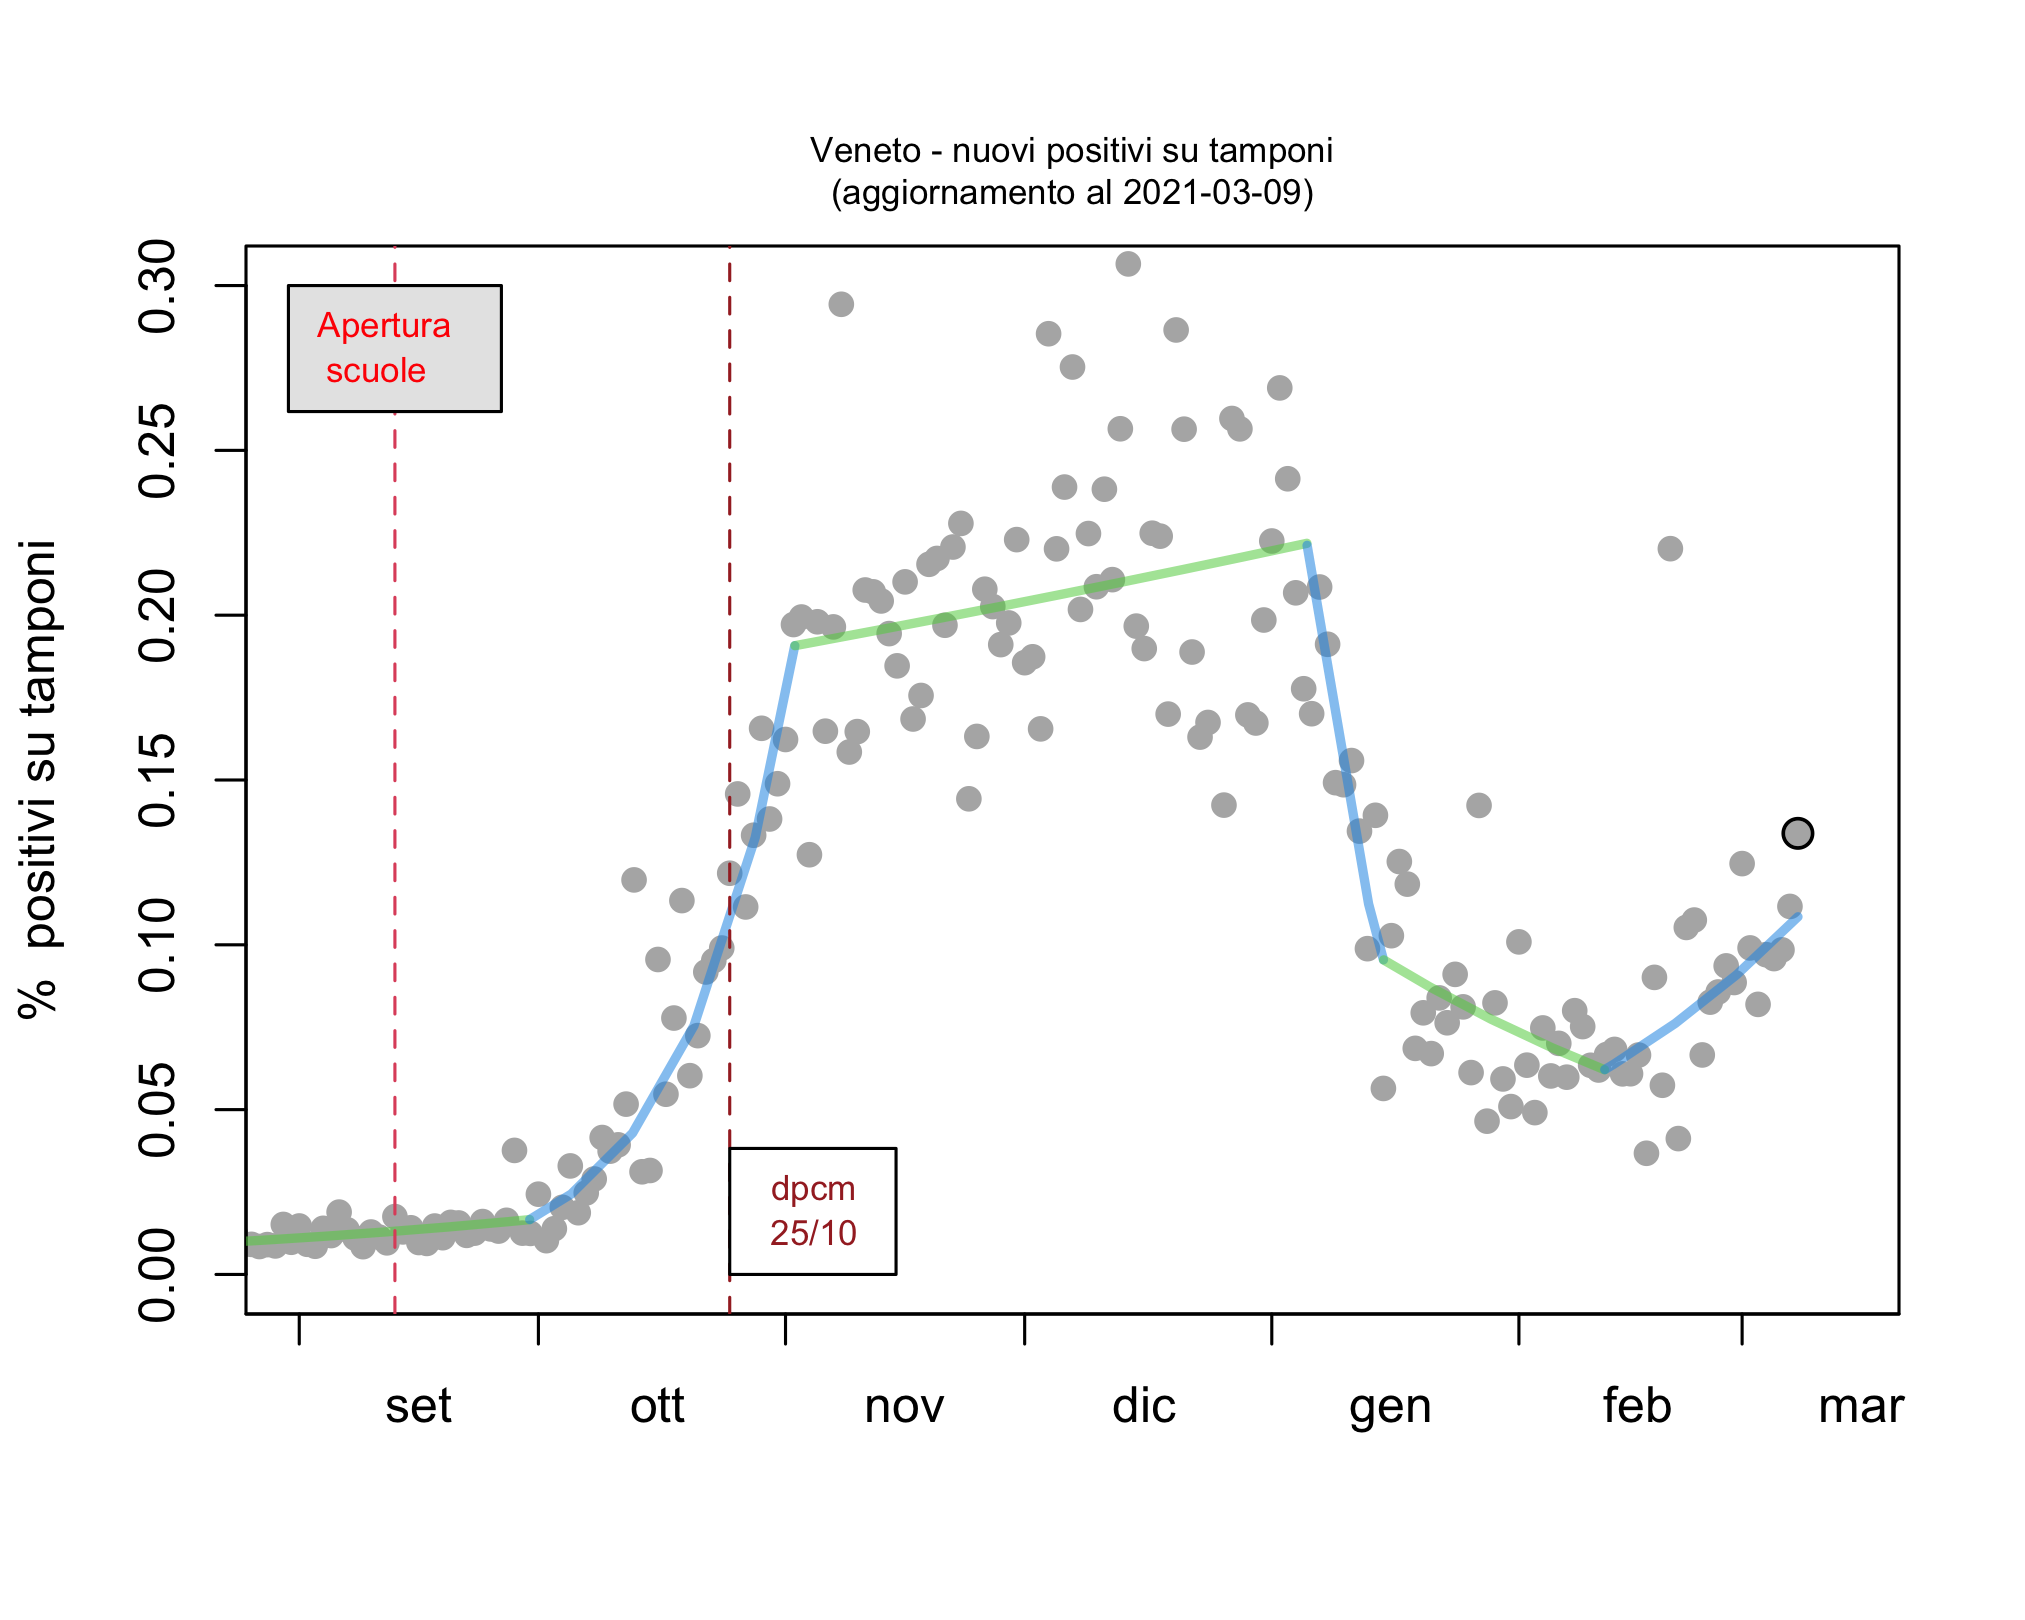 Veneto - nuovi positivi su tamponi
(aggiornamento al 2021-03-09)
% positivi su tamponi
0.30
0.25
0.20
0.15
0.10
0.05
0.00
Apertura
scuole
dpcm
25/10
set ott nov dic gen feb mar